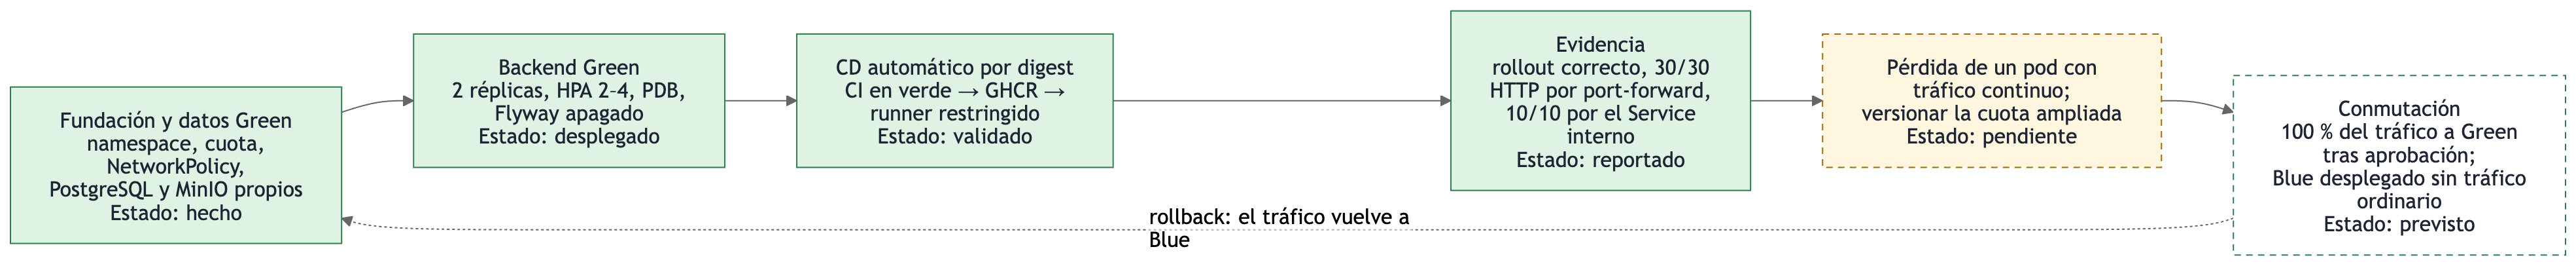 Fundación y datos Green
namespace, cuota,
NetworkPolicy,
PostgreSQL y MinIO propios
Estado: hecho
Backend Green
2 réplicas, HPA 2–4, PDB,
Flyway apagado
Estado: desplegado
CD automático por digest
CI en verde → GHCR →
runner restringido
Estado: validado
Evidencia
rollout correcto, 30/30
HTTP por port-forward,
10/10 por el Service
interno
Estado: reportado
Pérdida de un pod con
tráfico continuo;
versionar la cuota ampliada
Estado: pendiente
Conmutación
100 % del tráfico a Green
tras aprobación;
Blue desplegado sin tráfico
ordinario
Estado: previsto
rollback: el tráfico vuelve a
Blue